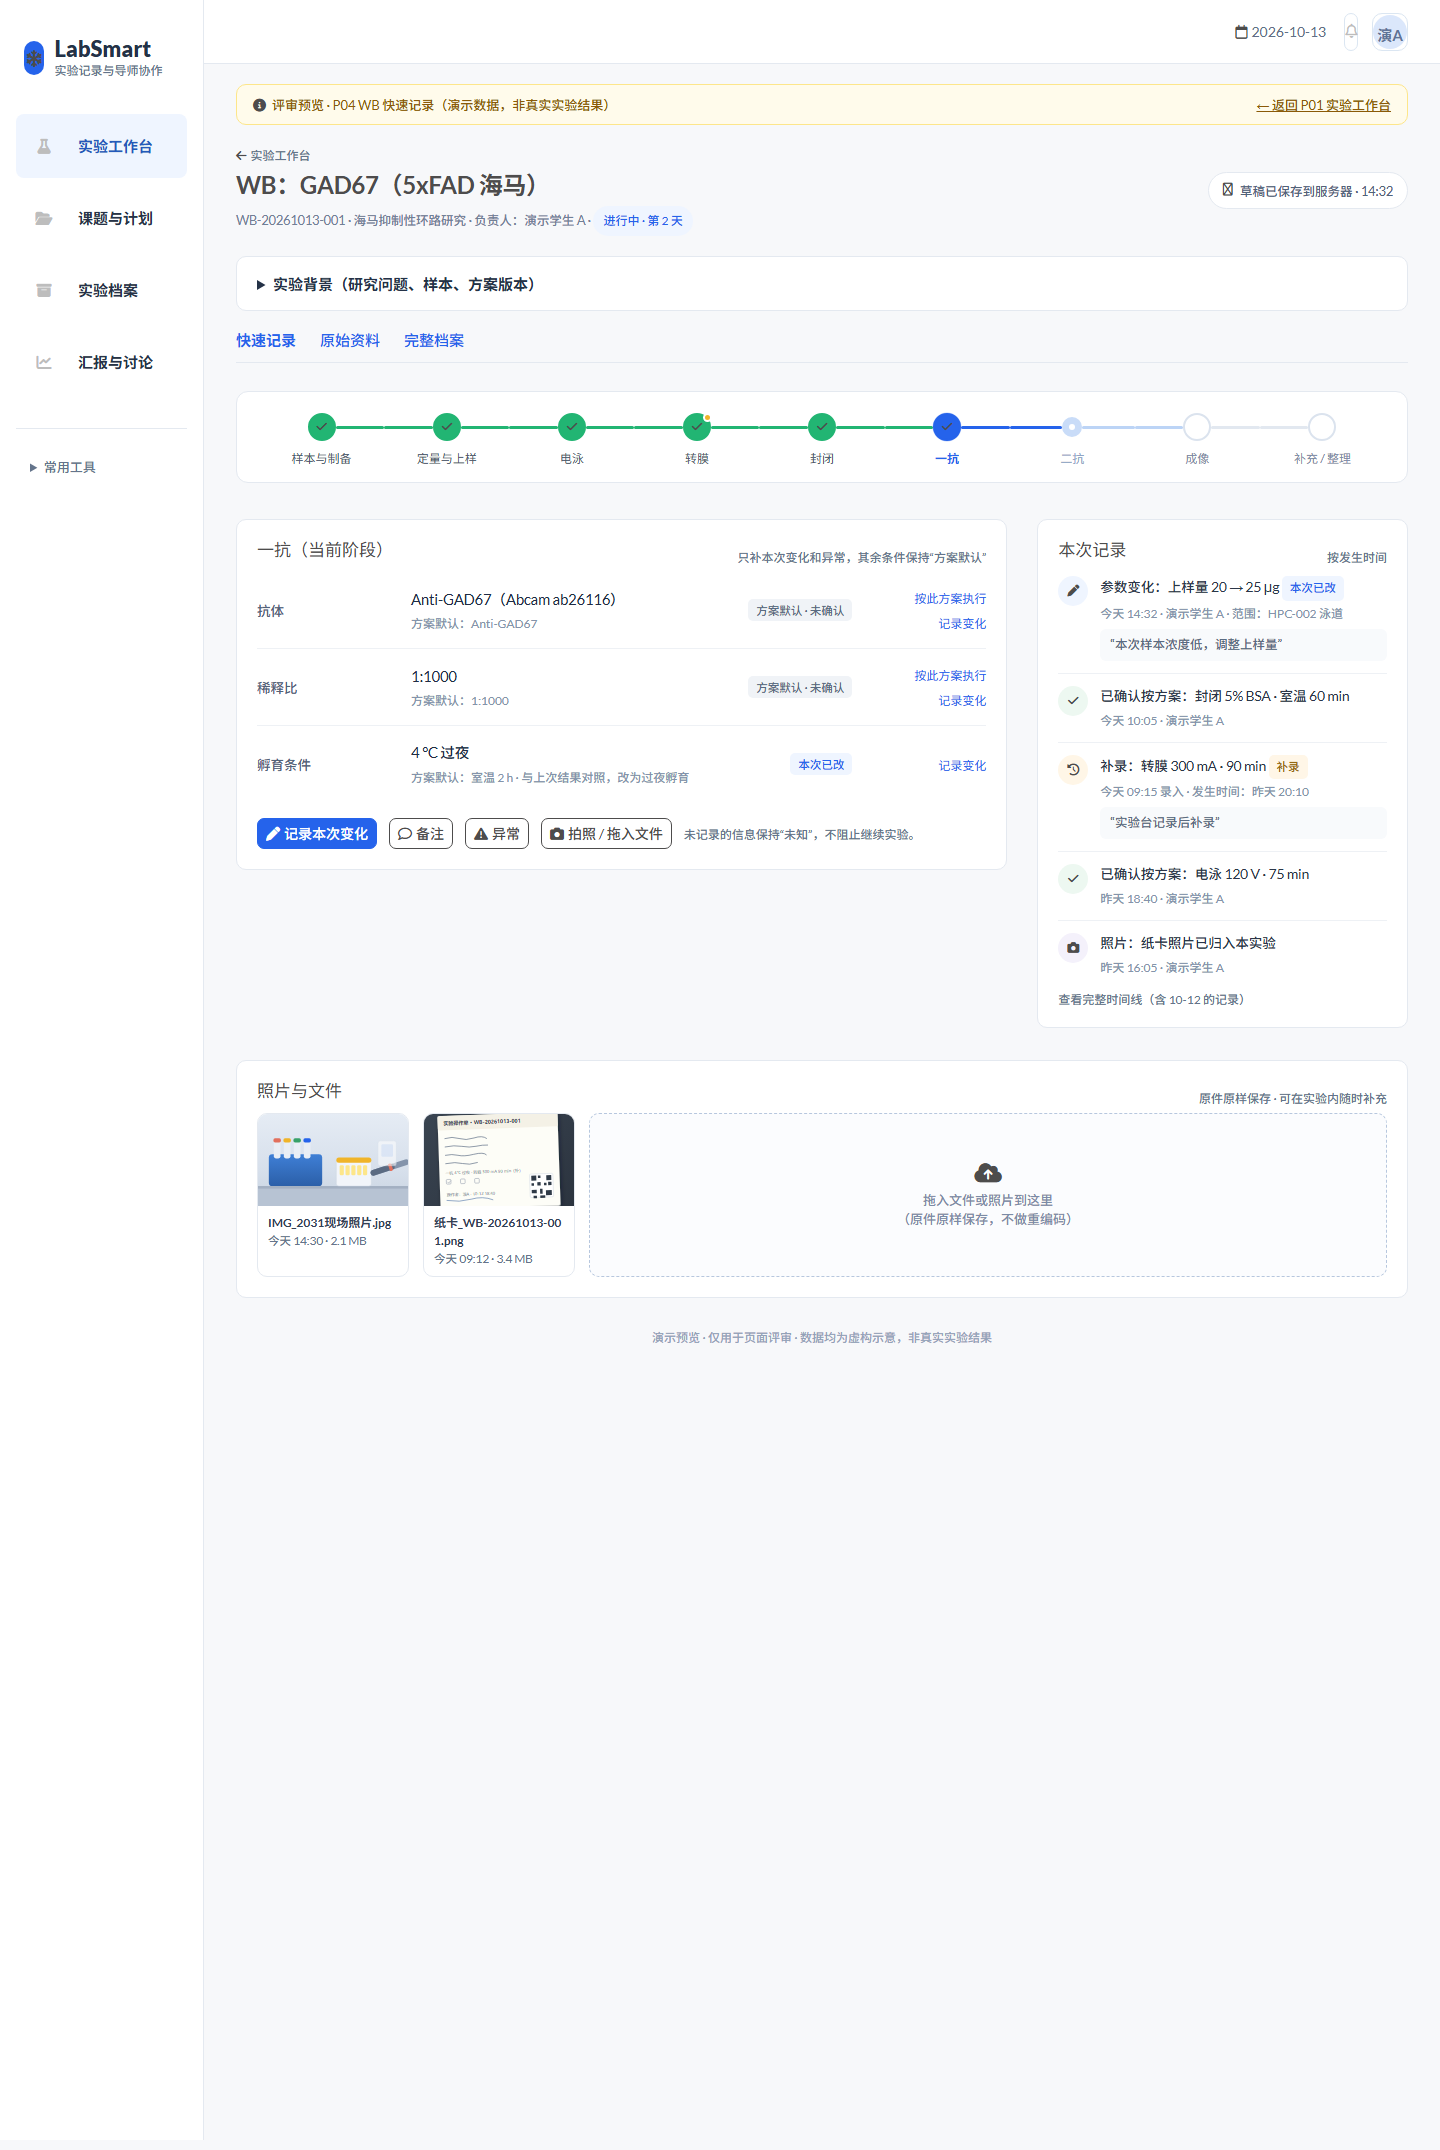 LabSmart
实验记录与导师协作
实验工作台
课题与计划
实验档案
汇报与讨论
常用工具
2026-10-13
演A
评审预览 · P04 WB 快速记录（演示数据，非真实实验结果）
← 返回 P01 实验工作台
← 实验工作台
WB：GAD67（5xFAD 海马）
WB-20261013-001 · 海马抑制性环路研究 · 负责人：演示学生 A · 进行中 · 第 2 天
草稿已保存到服务器 · 14:32
实验背景（研究问题、样本、方案版本）
快速记录 原始资料 完整档案
样本与制备 定量与上样 电泳 转膜 封闭 一抗 二抗 成像 补充 / 整理
一抗（当前阶段）
只补本次变化和异常，其余条件保持“方案默认”
抗体
Anti-GAD67（Abcam ab26116）
方案默认：Anti-GAD67
方案默认 · 未确认
按此方案执行
记录变化
稀释比
1:1000
方案默认：1:1000
方案默认 · 未确认
按此方案执行
记录变化
孵育条件
4 °C 过夜
方案默认：室温 2 h · 与上次结果对照，改为过夜孵育
本次已改
记录变化
记录本次变化 备注 异常 拍照 / 拖入文件 未记录的信息保持“未知”，不阻止继续实验。
本次记录
按发生时间
参数变化：上样量 20 → 25 µg 本次已改
今天 14:32 · 演示学生 A · 范围：HPC-002 泳道
“本次样本浓度低，调整上样量”
已确认按方案：封闭 5% BSA · 室温 60 min
今天 10:05 · 演示学生 A
补录：转膜 300 mA · 90 min 补录
今天 09:15 录入 · 发生时间：昨天 20:10
“实验台记录后补录”
已确认按方案：电泳 120 V · 75 min
昨天 18:40 · 演示学生 A
照片：纸卡照片已归入本实验
昨天 16:05 · 演示学生 A
查看完整时间线（含 10-12 的记录）
照片与文件
原件原样保存 · 可在实验内随时补充
IMG_2031现场照片.jpg
今天 14:30 · 2.1 MB
纸卡_WB-20261013-00
1.png
今天 09:12 · 3.4 MB
拖入文件或照片到这里
（原件原样保存，不做重编码）
演示预览 · 仅用于页面评审 · 数据均为虚构示意，非真实实验结果